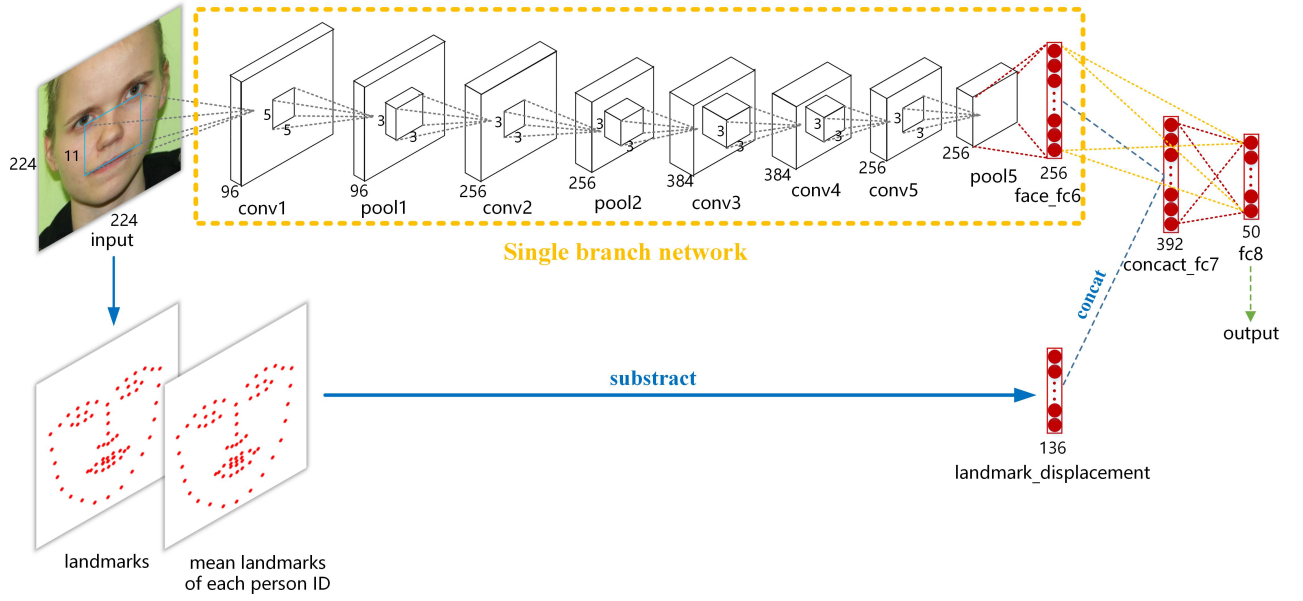 224
11
224
input
96
conv1
5
5
96
pool1
3
3
256
conv2
3
3
256
pool2
3
3
384
conv3
3
3
384
conv4
3
3
256
conv5
3
3
256
pool5
256
face_fc6
Single branch network
392
concact_fc7
50
fc8
output
concat
substract
136
landmark_displacement
landmarks
mean landmarks
of each person ID